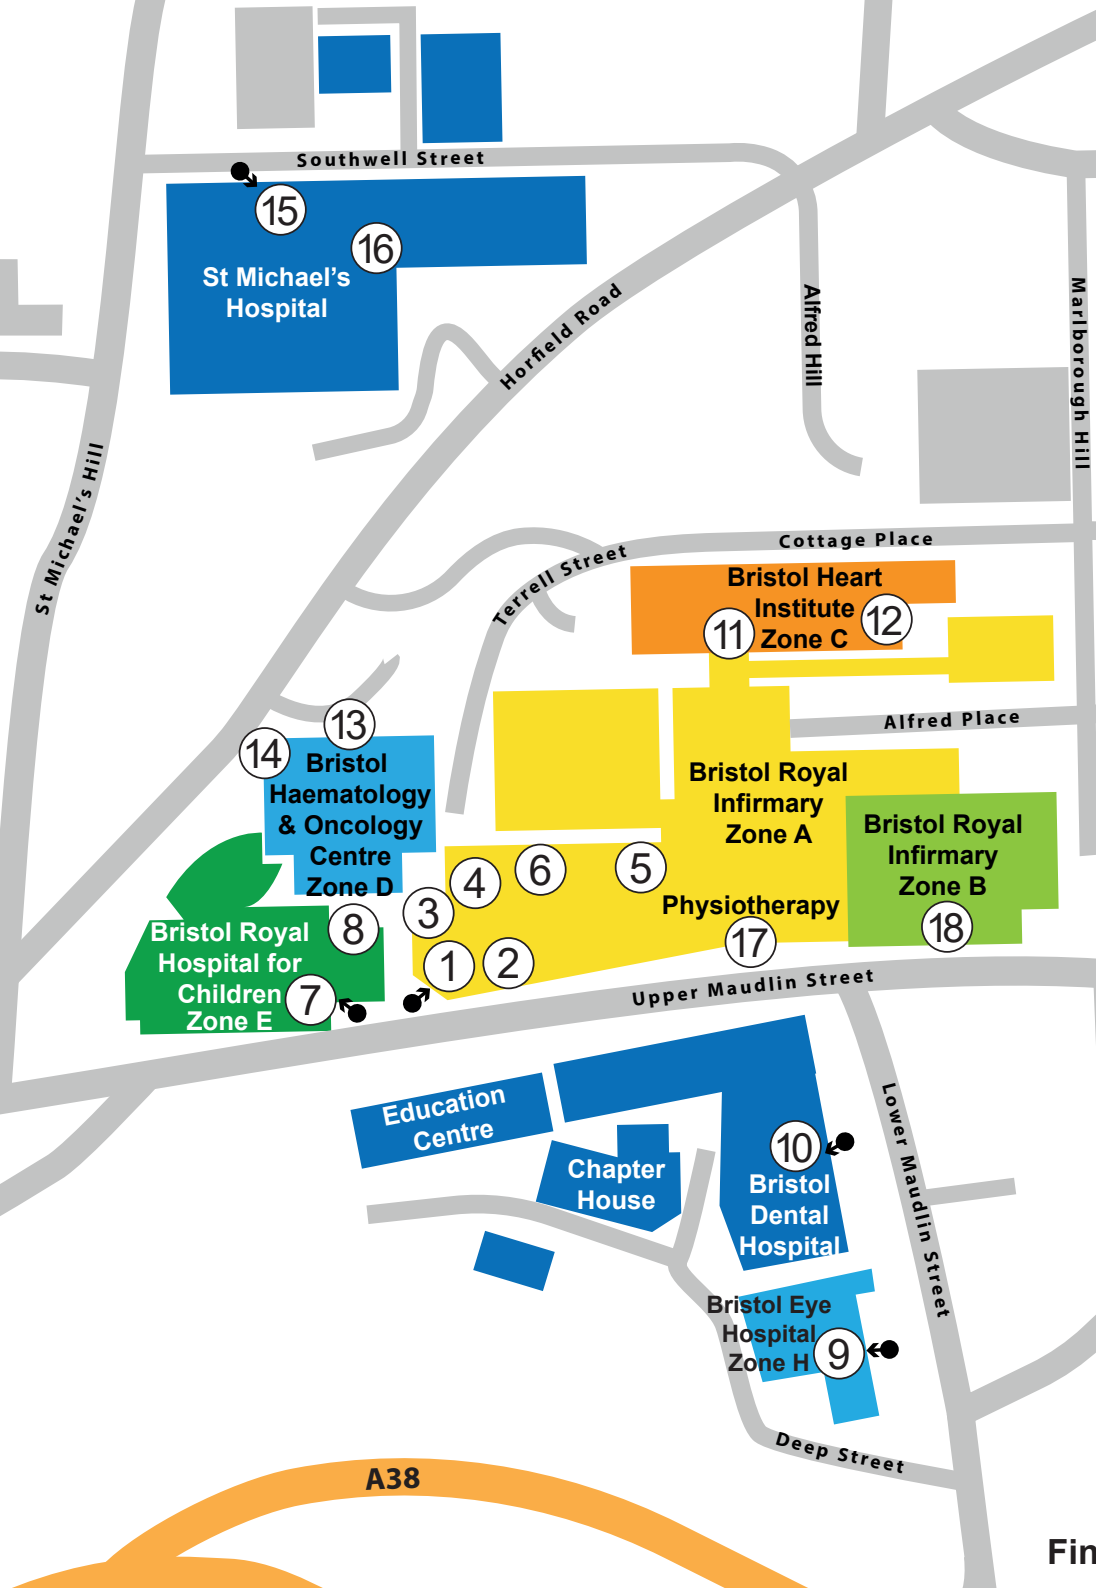 Southwell Street
15
16
St Michael's
Hospital
Horfield Road
Alfred Hill
Marlborough Hill
St Michael's Hill
Cottage Place
Terrell Street
Bristol Heart
Institute
Zone C
11
12
Alfred Place
13
14
Bristol
Haematology
& Oncology
Centre
Zone D
Bristol Royal
Infirmary
Zone A
Bristol Royal
Infirmary
Zone B
6
5
4
3
Physiotherapy
8
Bristol Royal
Hospital for
Children
Zone E
7
1
2
17
18
Upper Maudlin Street
Education
Centre
Chapter
House
10
Bristol
Dental
Hospital
Lower Maudlin Street
Bristol Eye
Hospital
Zone H
9
Deep Street
A38
Fin